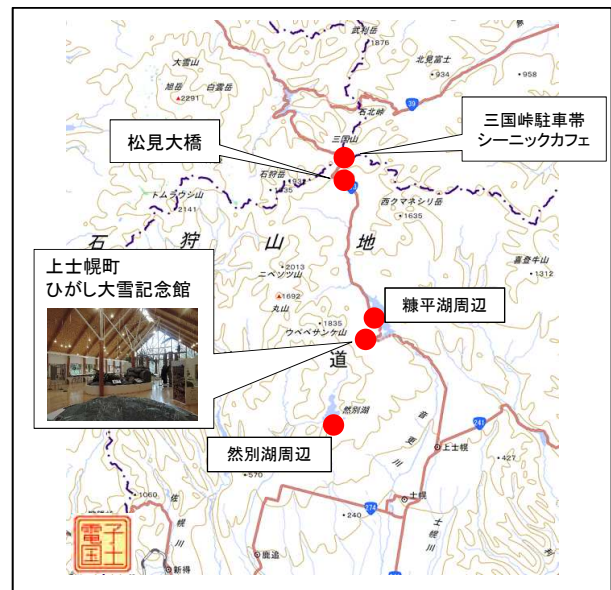 武利岳
1876
大雪山
北見富士
934
958
旭岳
白雲岳
2291
石北峠
39
三国峠駐車帯
シーニックカフェ
三国山
松見大橋
石狩岳
トムラウシ山
2141
西クマネシリ岳
1635
石狩山地
上士幌町
ひがし大雪記念館
2013
ニペソツ山
喜登牛山
1312
1692
丸山
糠平湖周辺
1835
ウペペサンケ山
道
然別湖
音更川
241
上士幌
然別湖周辺
427
570
1060
佐幌川
274
士幌
240
士幌川
電子国土
鹿追
新得